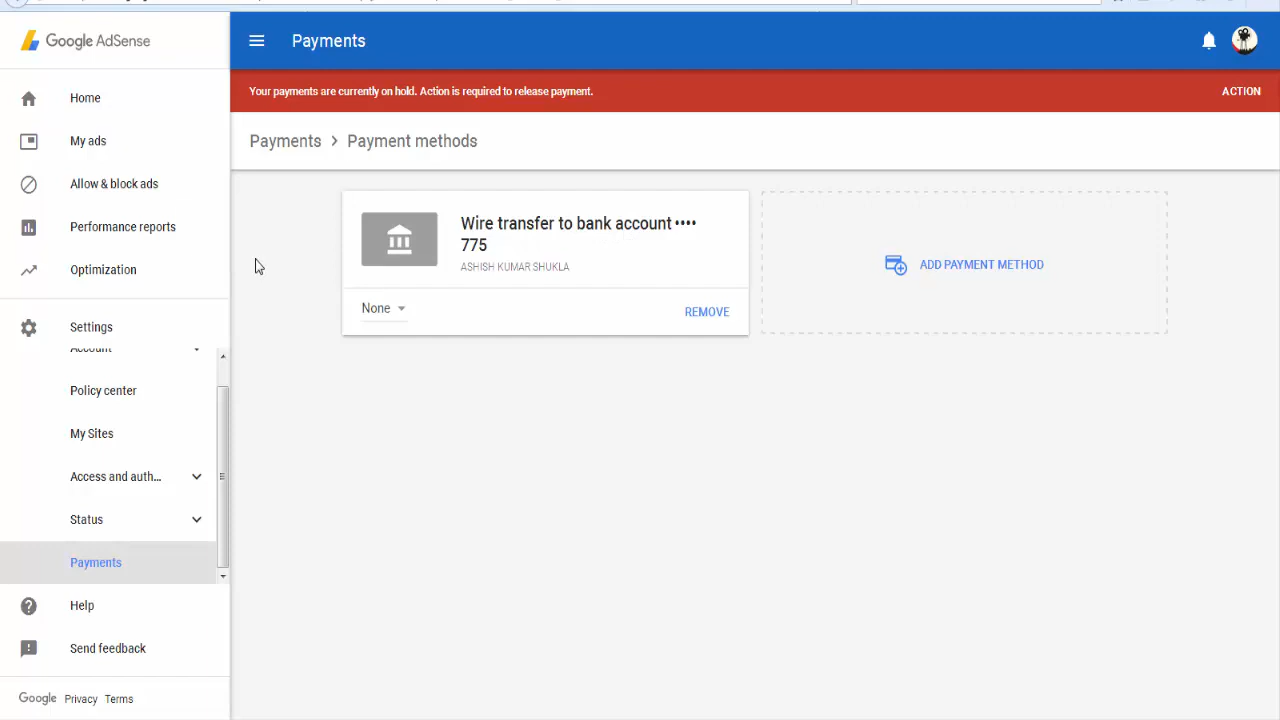 Google AdSense
Payments
Your payments are currently on hold. Action is required to release payment.
ACTION
Home
My ads
Allow & block ads
Performance reports
Optimization
Settings
Account
Policy center
My Sites
Access and auth...
Status
Payments
Help
Send feedback
Google Privacy Terms
Payments > Payment methods
Wire transfer to bank account ••••
775
ASHISH KUMAR SHUKLA
None
REMOVE
ADD PAYMENT METHOD